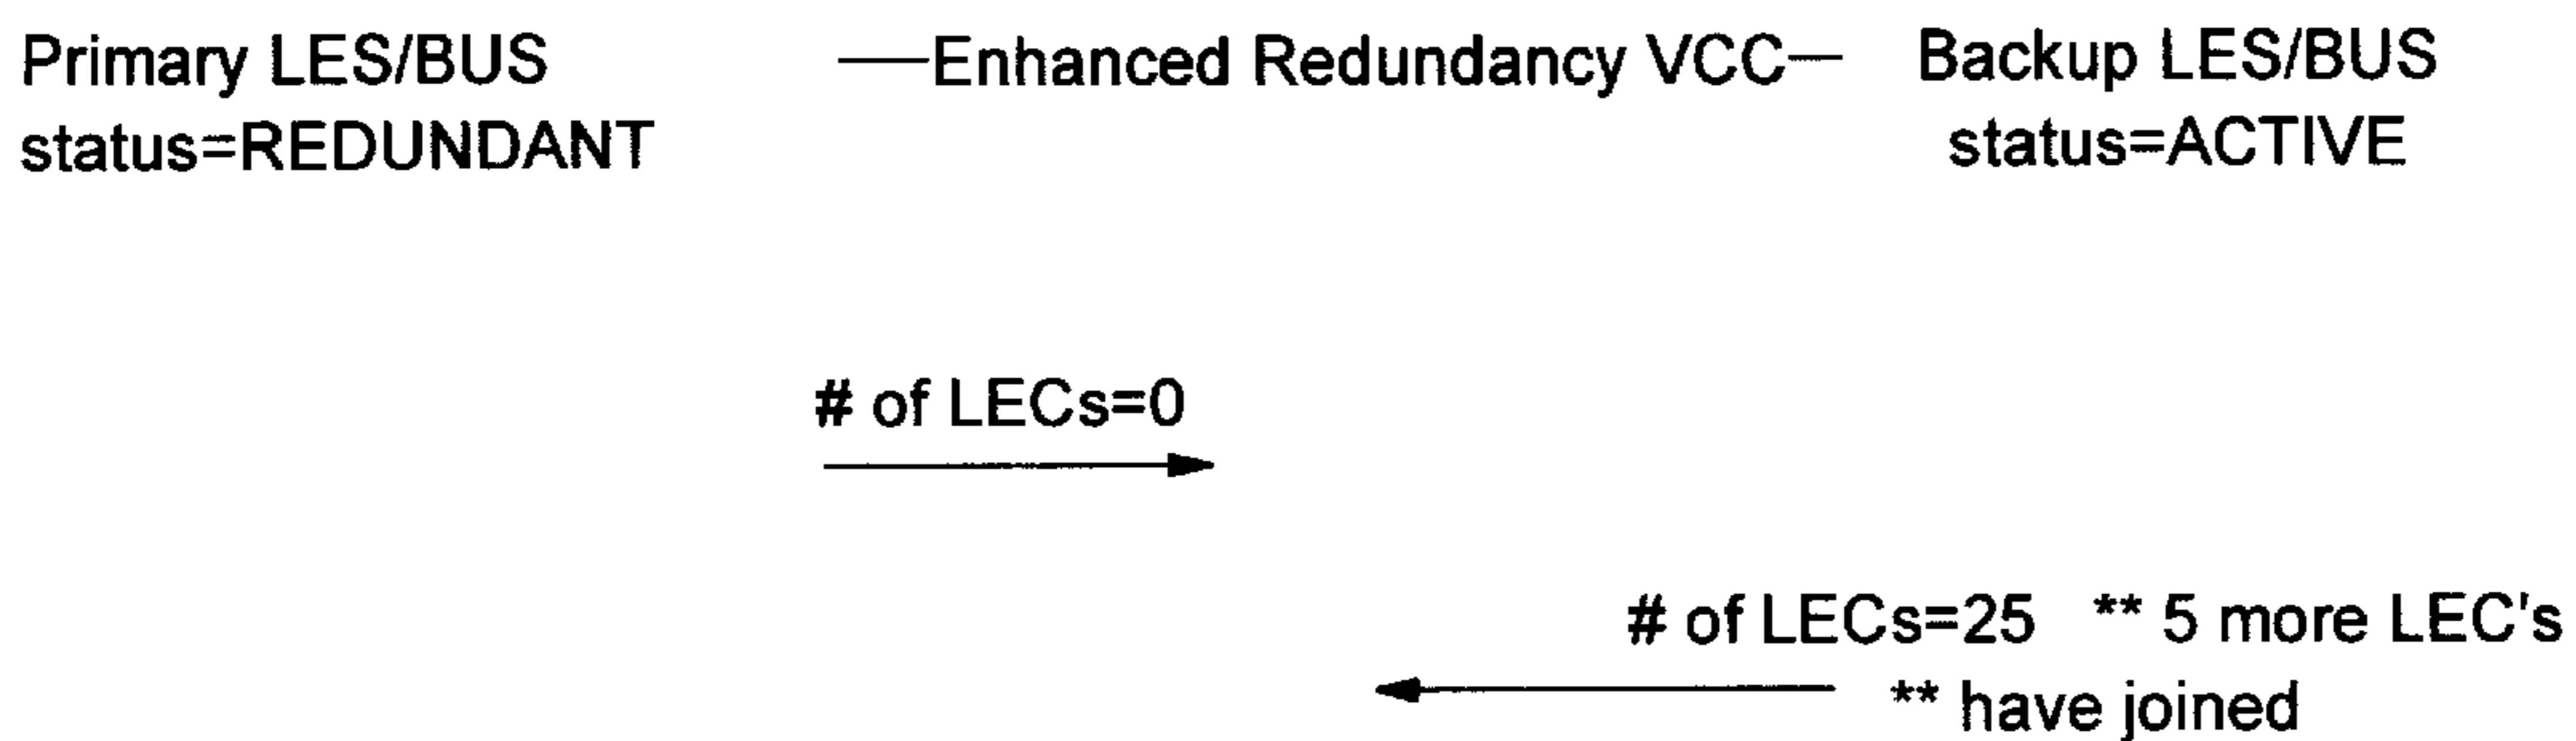 Primary LES/BUS —Enhanced Redundancy VCC— Backup LES/BUS
status=REDUNDANT status=ACTIVE
# of LECs=0
# of LECs=25 ** 5 more LEC's
** have joined